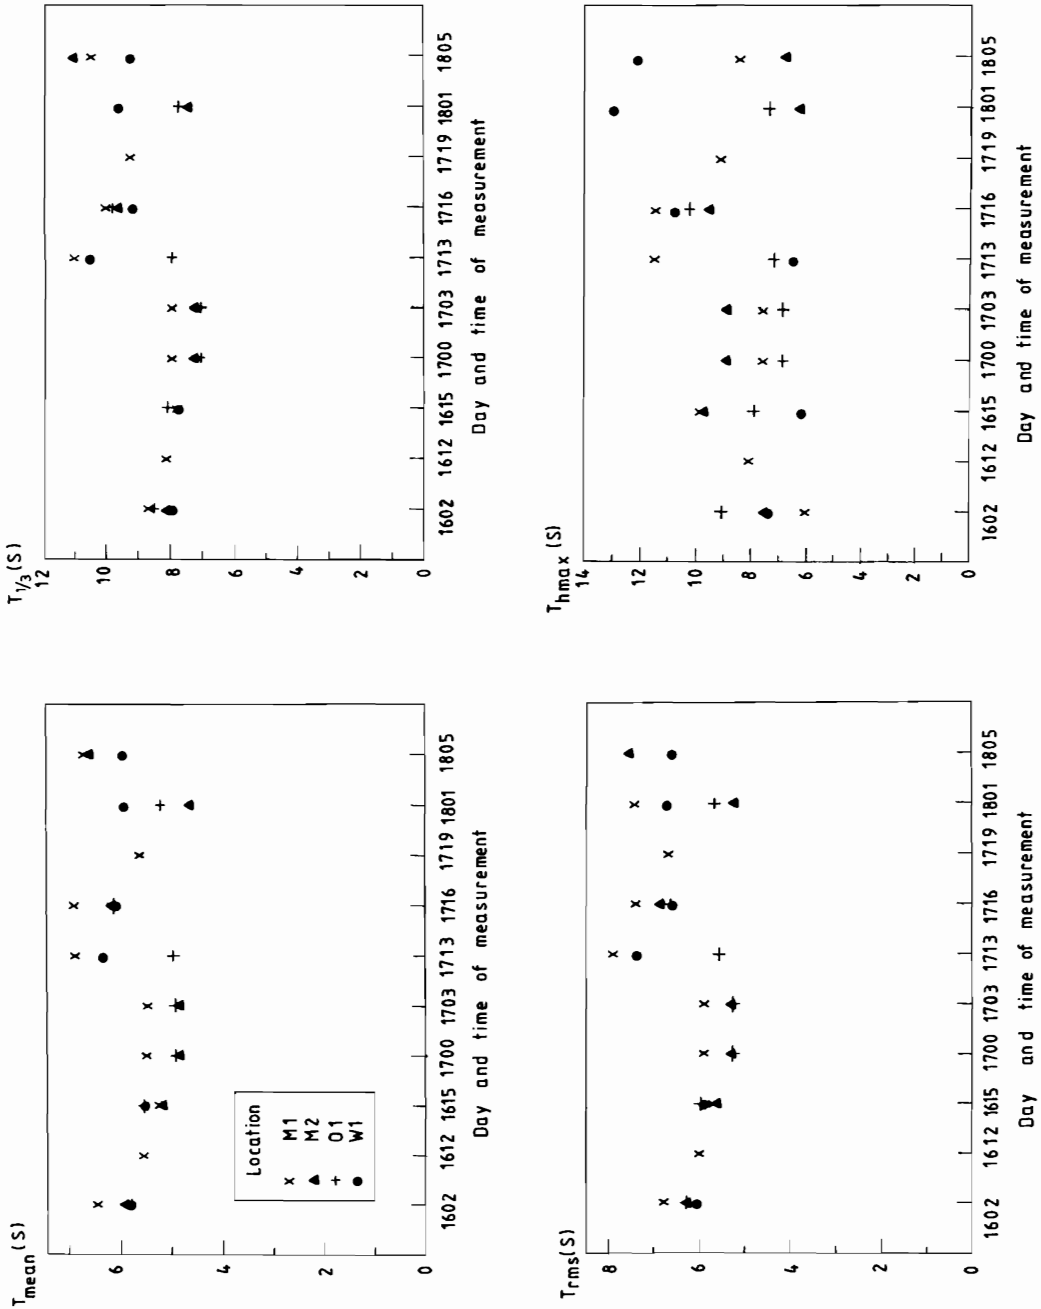 T1/3 (S)
12
10
8
6
4
2
0
1602 1612 1615 1700 1703 1713 1716 1719 1801 1805
Day and time of measurement
Thmax (S)
14
12
10
8
6
4
2
0
1602 1612 1615 1700 1703 1713 1716 1719 1801 1805
Day and time of measurement
Tmean (S)
6
4
2
0
Location
× M1
▲ M2
+ O1
● W1
1602 1612 1615 1700 1703 1713 1716 1719 1801 1805
Day and time of measurement
Trms(S)
8
6
4
2
0
1602 1612 1615 1700 1703 1713 1716 1719 1801 1805
Day and time of measurement